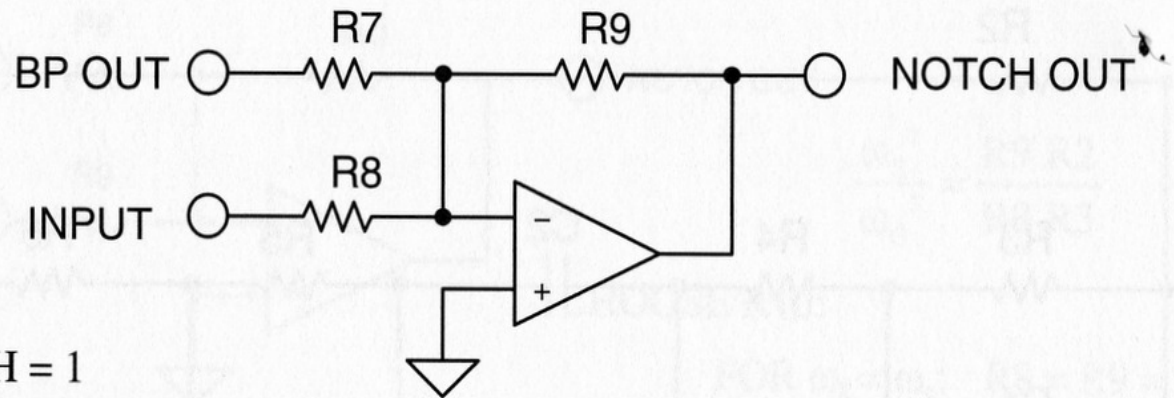 R7 R9
BP OUT NOTCH OUT
R8
INPUT
−
+
H = 1